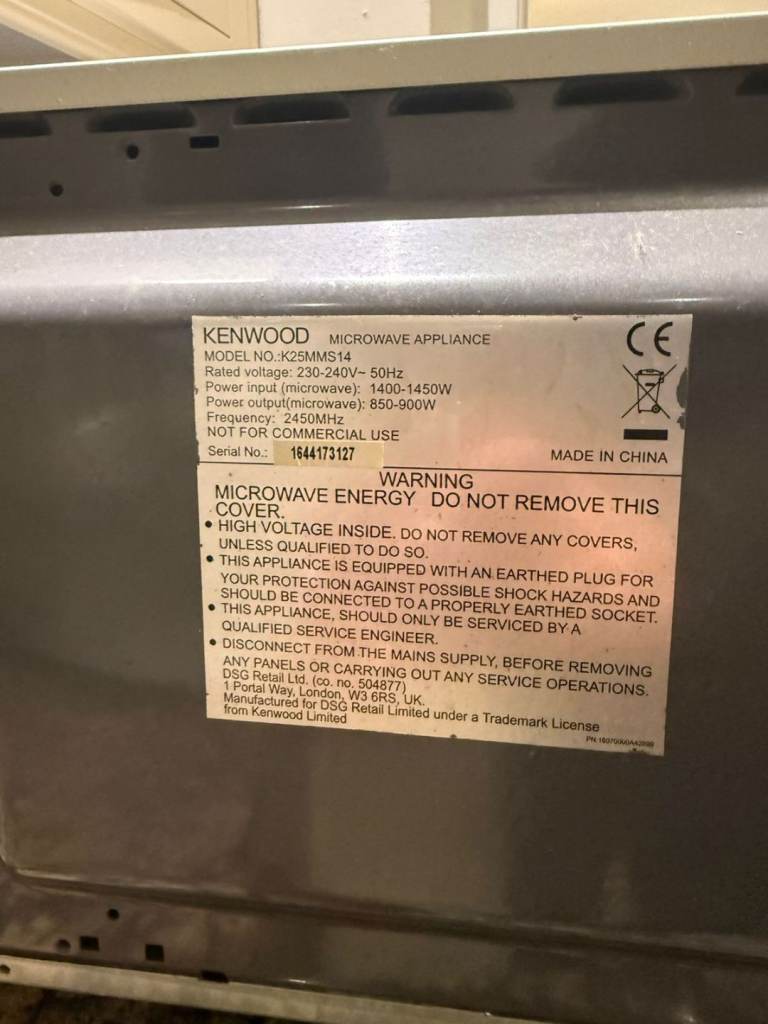 KENWOOD MICROWAVE APPLIANCE
MODEL NO.:K25MMS14
Rated voltage: 230-240V~ 50Hz
Power input (microwave): 1400-1450W
Power output(microwave): 850-900W
Frequency: 2450MHz
NOT FOR COMMERCIAL USE
Serial No.: 1644173127
CE
MADE IN CHINA
WARNING
MICROWAVE ENERGY DO NOT REMOVE THIS
COVER.
• HIGH VOLTAGE INSIDE. DO NOT REMOVE ANY COVERS,
UNLESS QUALIFIED TO DO SO.
• THIS APPLIANCE IS EQUIPPED WITH AN EARTHED PLUG FOR
YOUR PROTECTION AGAINST POSSIBLE SHOCK HAZARDS AND
SHOULD BE CONNECTED TO A PROPERLY EARTHED SOCKET.
• THIS APPLIANCE, SHOULD ONLY BE SERVICED BY A
QUALIFIED SERVICE ENGINEER.
• DISCONNECT FROM THE MAINS SUPPLY, BEFORE REMOVING
ANY PANELS OR CARRYING OUT ANY SERVICE OPERATIONS.
DSG Retail Ltd. (co. no. 504877)
1 Portal Way, London, W3 6RS, UK.
Manufactured for DSG Retail Limited under a Trademark License
from Kenwood Limited